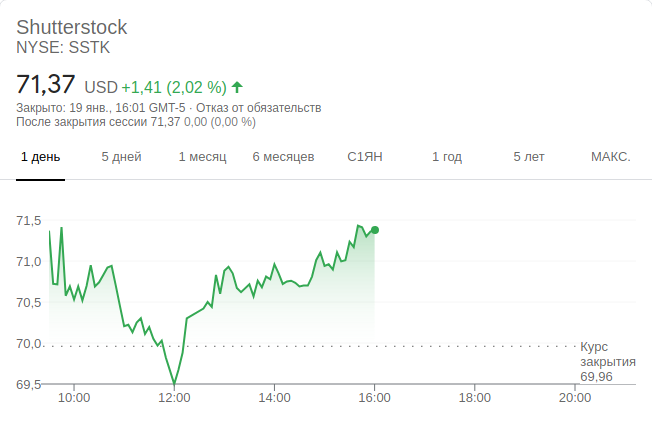 Shutterstock
NYSE: SSTK
71,37 USD +1,41 (2,02 %)
Закрыто: 19 янв., 16:01 GMT-5 · Отказ от обязательств
После закрытия сессии 71,37 0,00 (0,00 %)
1 день 5 дней 1 месяц 6 месяцев С1ЯН 1 год 5 лет МАКС.
71,5
71,0
70,5
70,0
69,5
Курс
закрытия
69,96
10:00 12:00 14:00 16:00 18:00 20:00